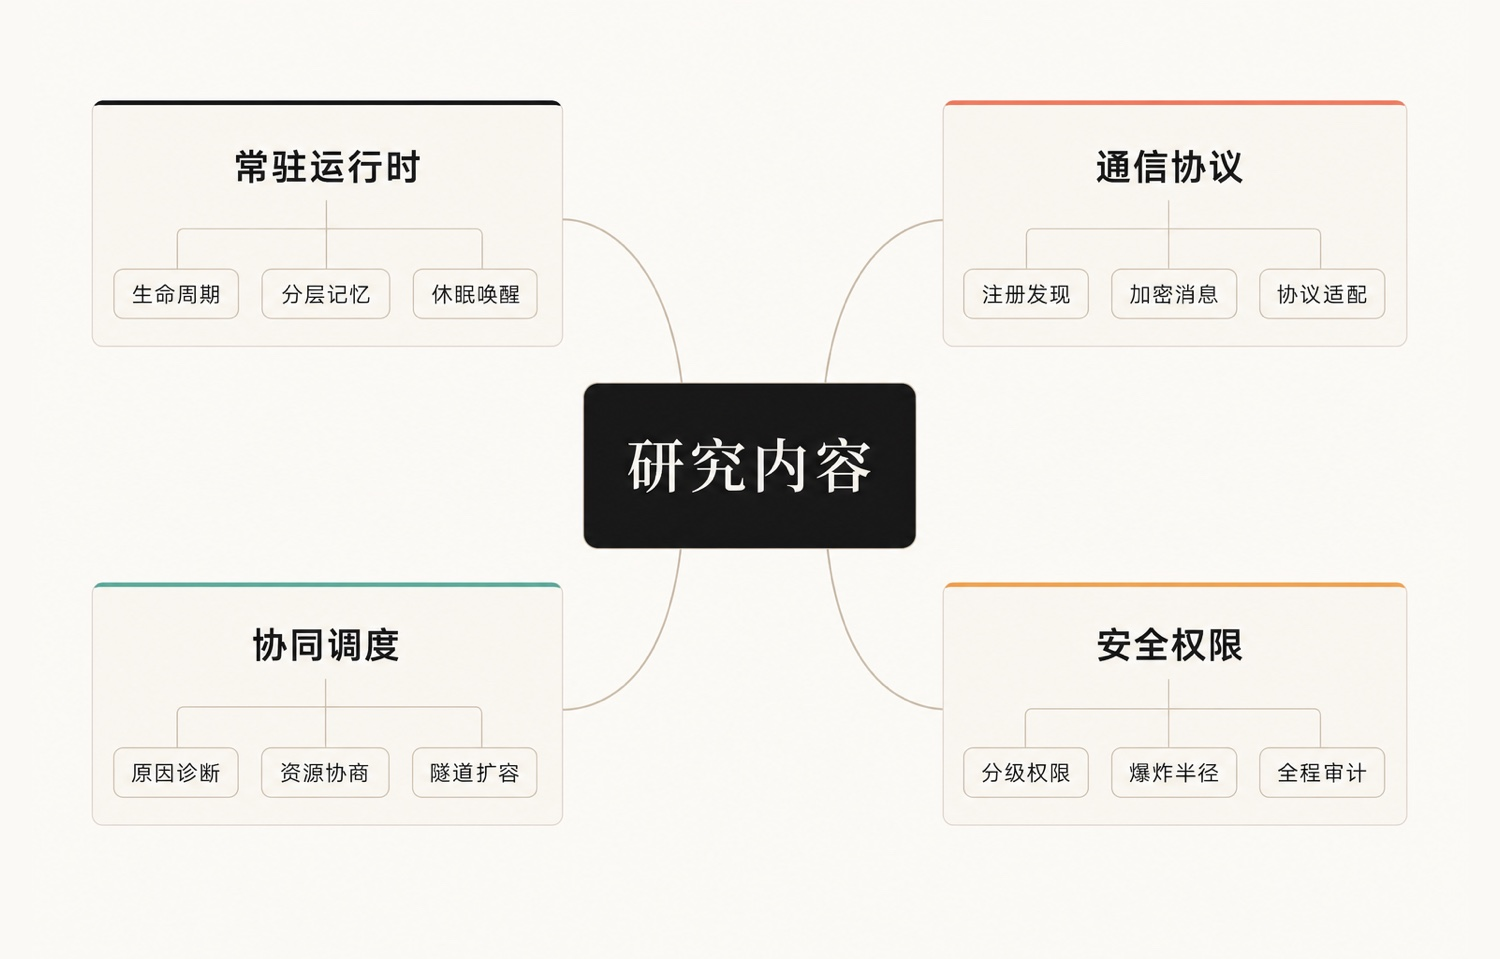 常驻运行时
生命周期
分层记忆
休眠唤醒
通信协议
注册发现
加密消息
协议适配
研究内容
协同调度
原因诊断
资源协商
隧道扩容
安全权限
分级权限
爆炸半径
全程审计